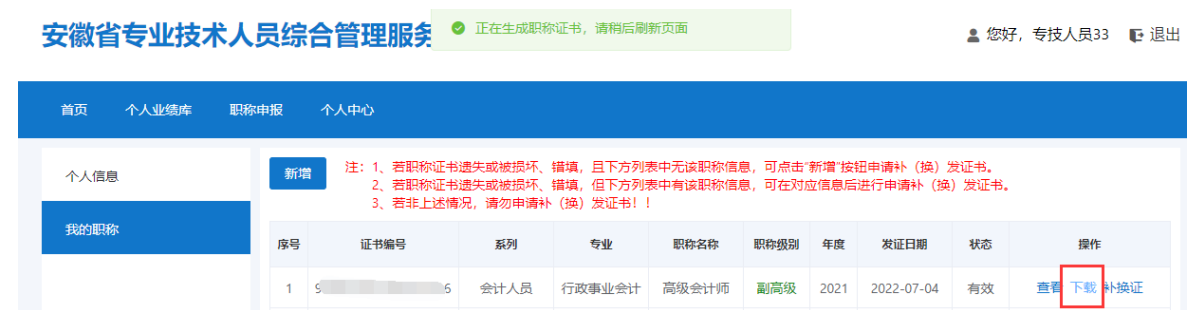 安徽省专业技术人员综合管理服务
正在生成职称证书，请稍后刷新页面
您好，专技人员33 退出
首页 个人业绩库 职称申报 个人中心
个人信息
我的职称
新增
注：1、若职称证书遗失或被损坏、错填，且下方列表中无该职称信息，可点击“新增”按钮申请补（换）发证书。
2、若职称证书遗失或被损坏、错填，但下方列表中有该职称信息，可在对应信息后进行申请补（换）发证书。
3、若非上述情况，请勿申请补（换）发证书！！
序号 证书编号 系列 专业 职称名称 职称级别 年度 发证日期 状态 操作
1 9 6 会计人员 行政事业会计 高级会计师 副高级 2021 2022-07-04 有效 查看 下载 补换证